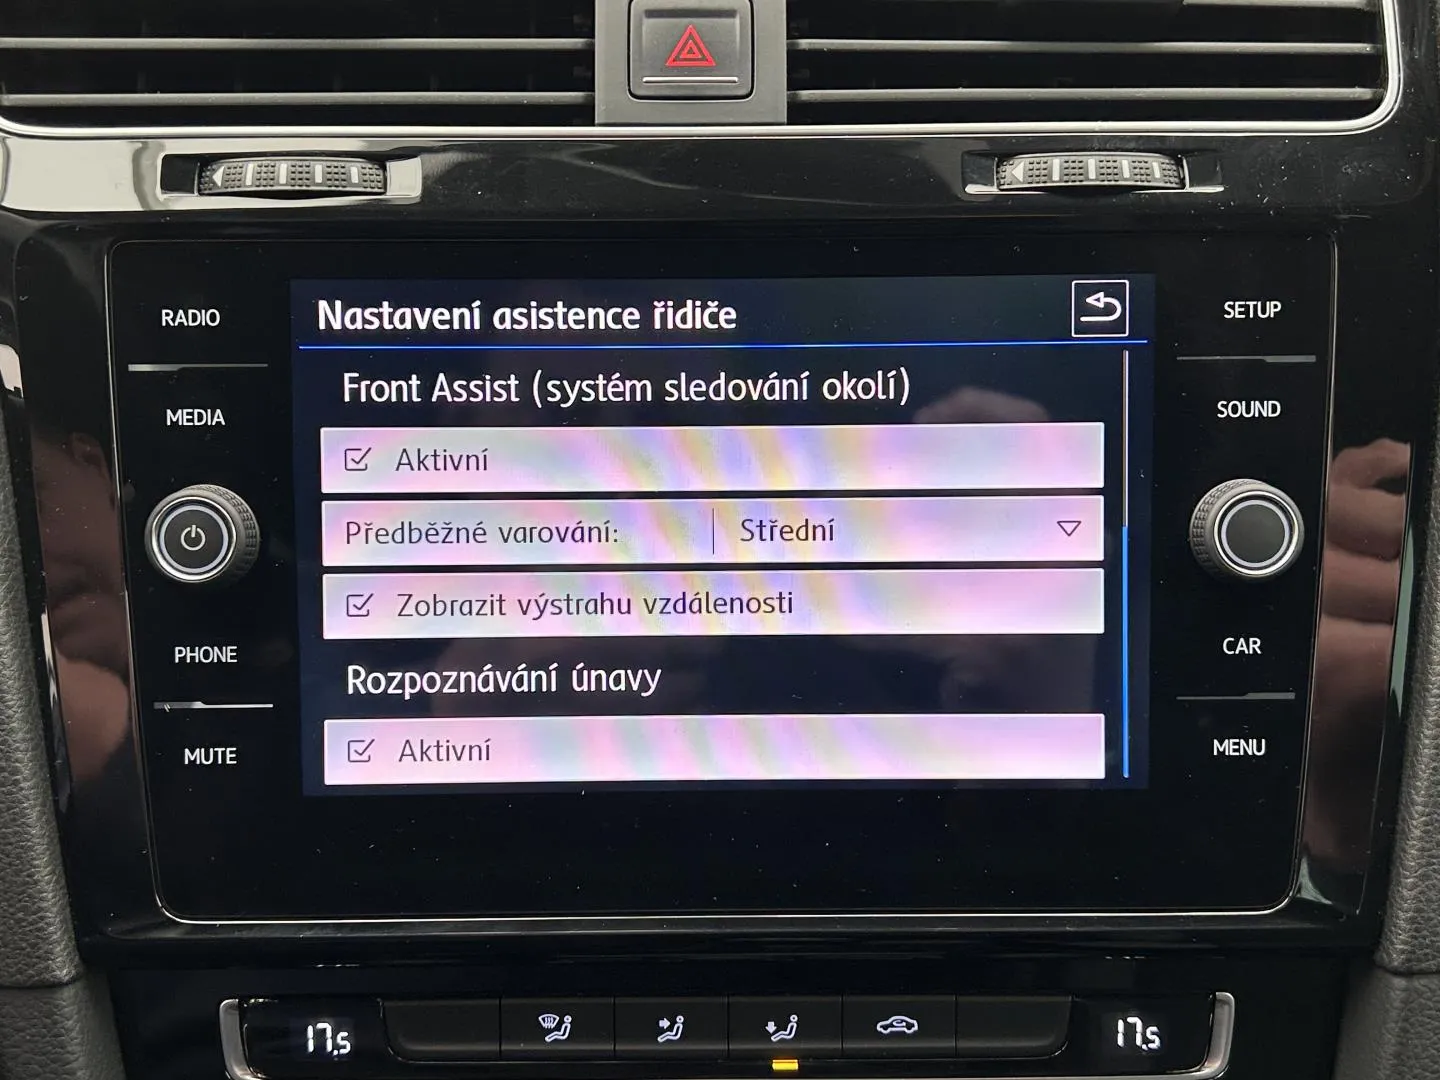 RADIO
MEDIA
PHONE
MUTE
Nastavení asistence řidiče
Front Assist (systém sledování okolí)
Aktivní
Předběžné varování: Střední
Zobrazit výstrahu vzdálenosti
Rozpoznávání únavy
Aktivní
SETUP
SOUND
CAR
MENU
17.5
17.5